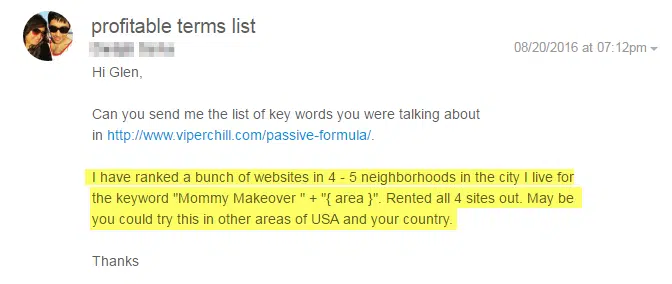 profitable terms list
08/20/2016 at 07:12pm
Hi Glen,
Can you send me the list of key words you were talking about
in http://www.viperchill.com/passive-formula/.
I have ranked a bunch of websites in 4 - 5 neighborhoods in the city I live for
the keyword "Mommy Makeover " + "{ area }". Rented all 4 sites out. May be
you could try this in other areas of USA and your country.
Thanks